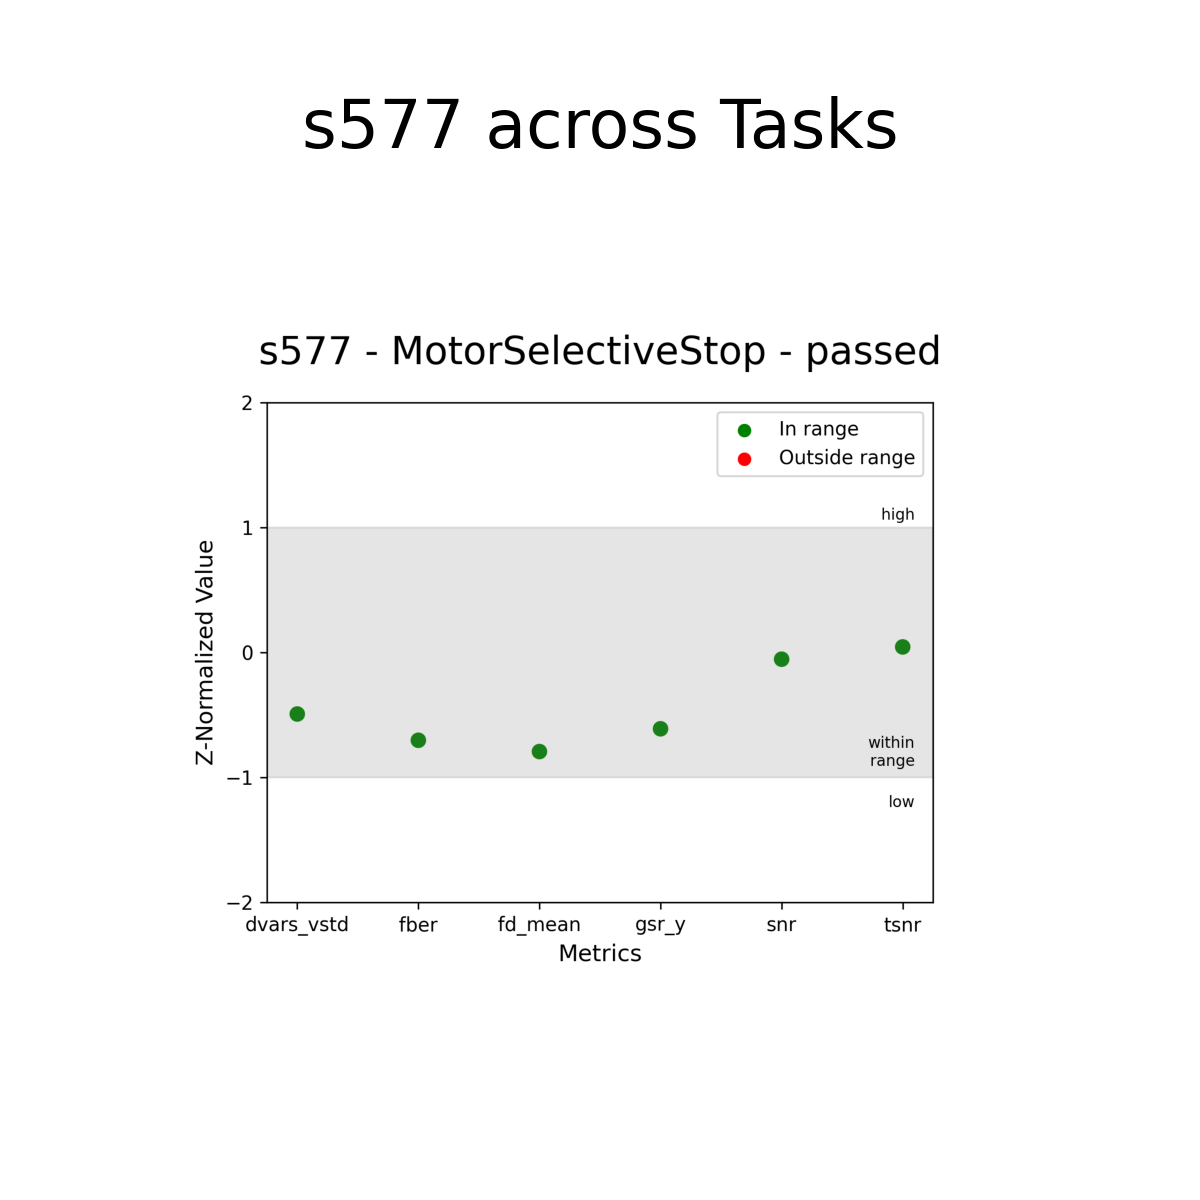 s577 across Tasks
s577 - MotorSelectiveStop - passed
2
In range
Outside range
high
1
Z-Normalized Value
0
within
range
−1
low
−2
dvars_vstd fber fd_mean gsr_y snr tsnr
Metrics